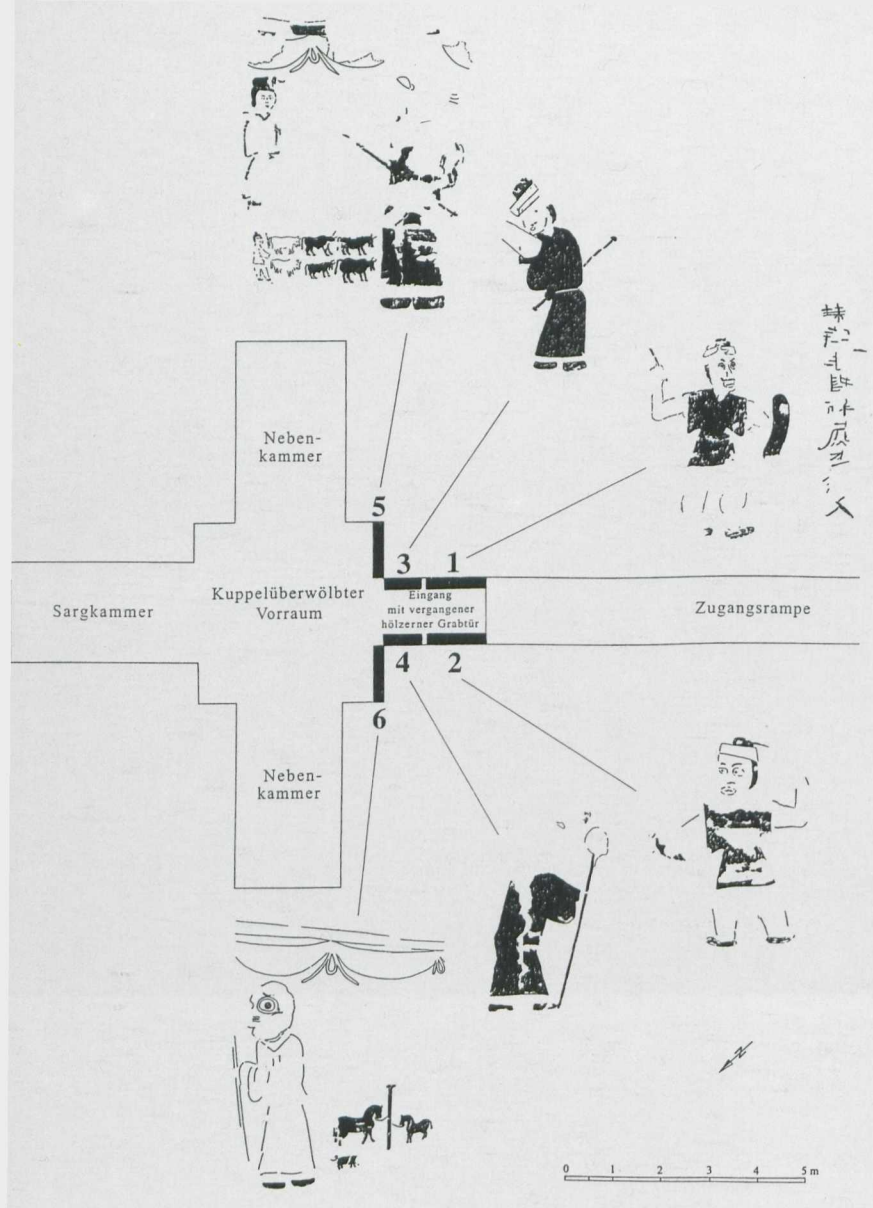 5
3
1
Neben-
kammer
Sargkammer
Kuppelüberwölbter
Vorraum
Eingang
mit vergangener
hölzerner Grabtür
Zugangsrampe
4
2
6
Neben-
kammer
N
0 1 2 3 4 5 m